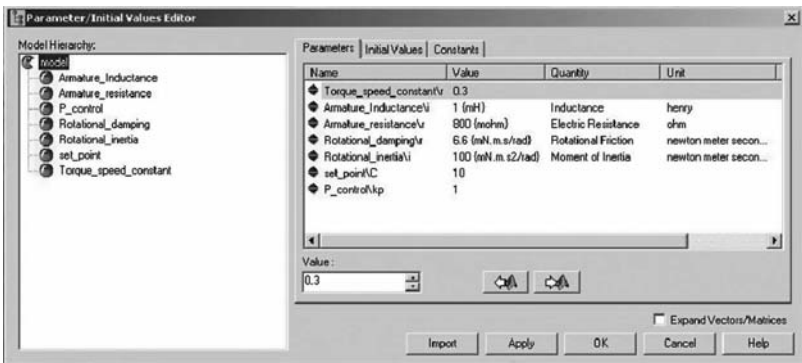 Parameter/Initial Values Editor
Model Hierarchy:
model
Armature_Inductance
Armature_resistance
P_control
Rotational_damping
Rotational_inertia
set_point
Torque_speed_constant
Parameters Initial Values Constants
Name Value Quantity Unit
Torque_speed_constant\r 0.3
Armature_Inductance\i 1 {mH} Inductance henry
Armature_resistance\r 800 {mohm} Electric Resistance ohm
Rotational_damping\r 6.6 {mN.m.s/rad} Rotational Friction newton meter secon...
Rotational_inertia\i 100 {mN.m.s2/rad} Moment of Inertia newton meter secon...
set_point\C 10
P_control\kp 1
Value:
0.3
Expand Vectors/Matrices
Import Apply OK Cancel Help